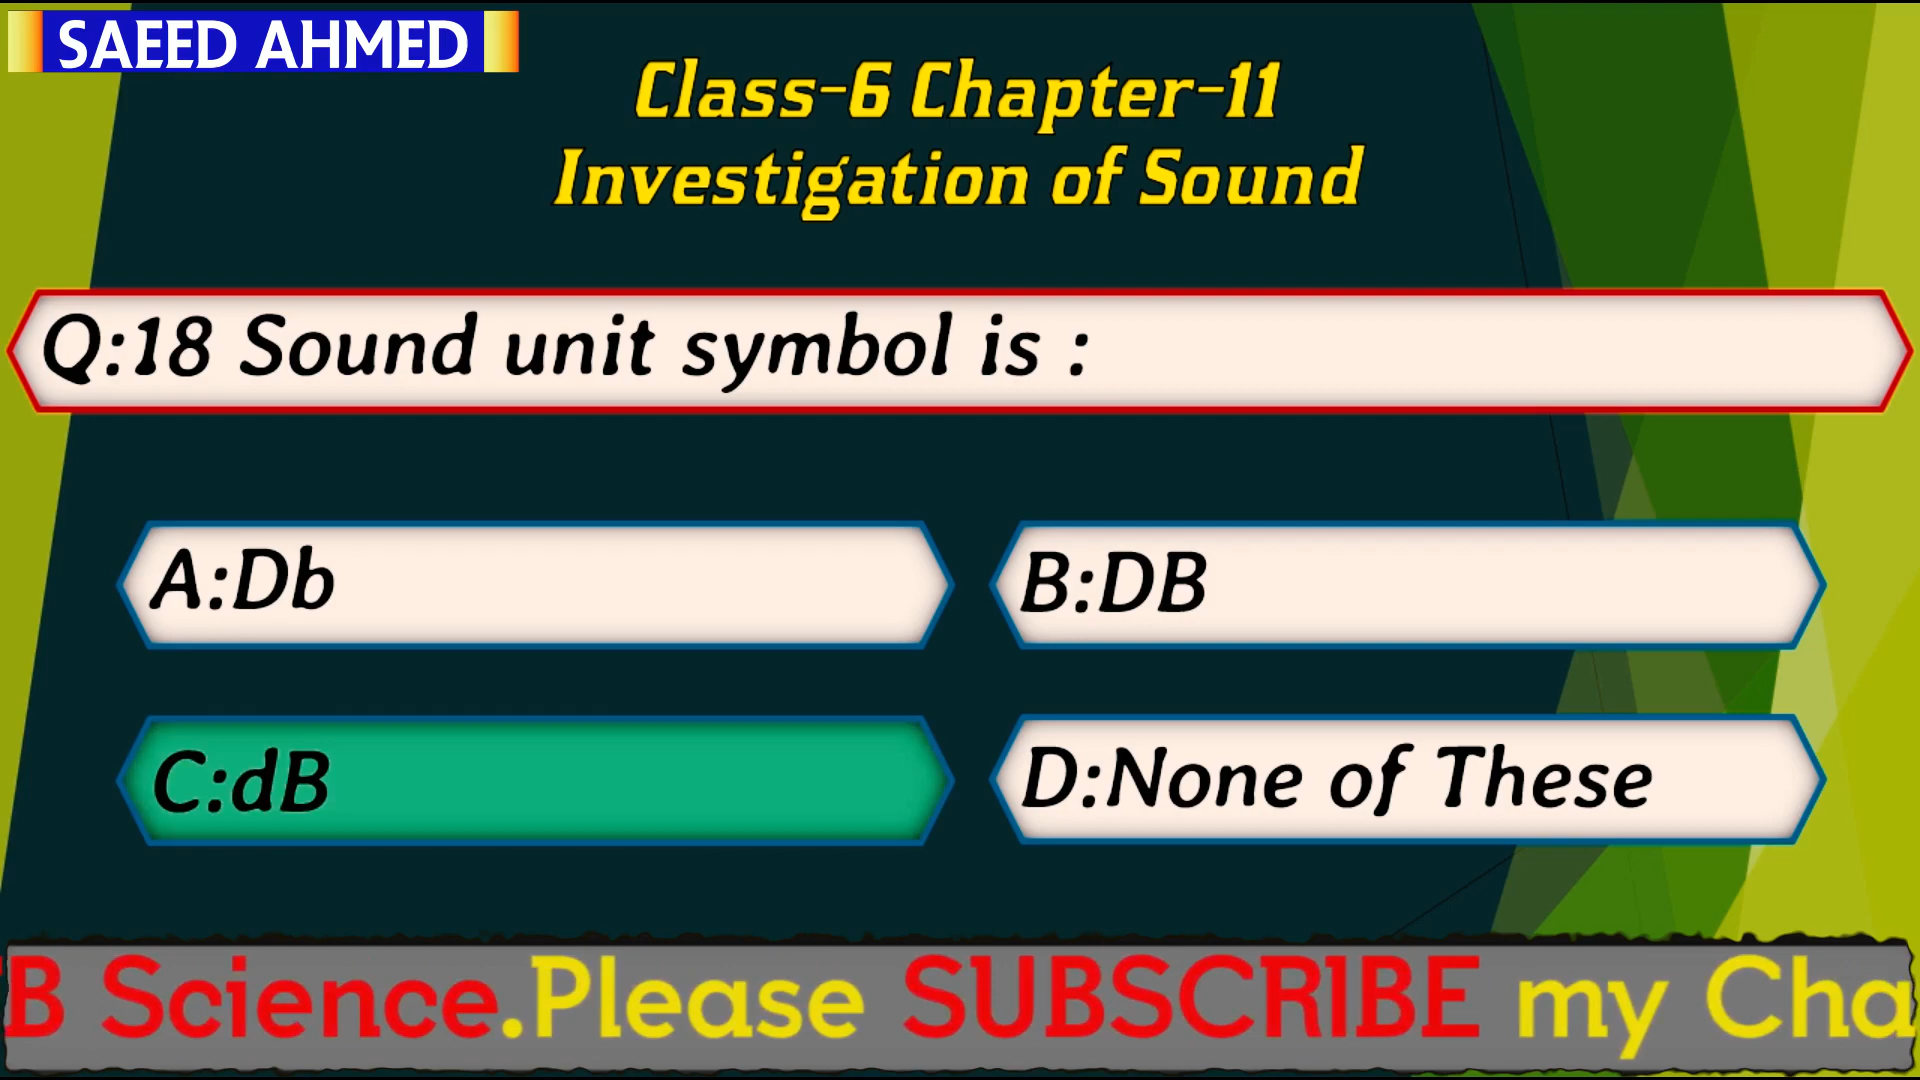 SAEED AHMED
Class-6 Chapter-11
Investigation of Sound
Q:18 Sound unit symbol is :
A:Db
B:DB
C:dB
D:None of These
B Science.Please SUBSCRIBE my Cha